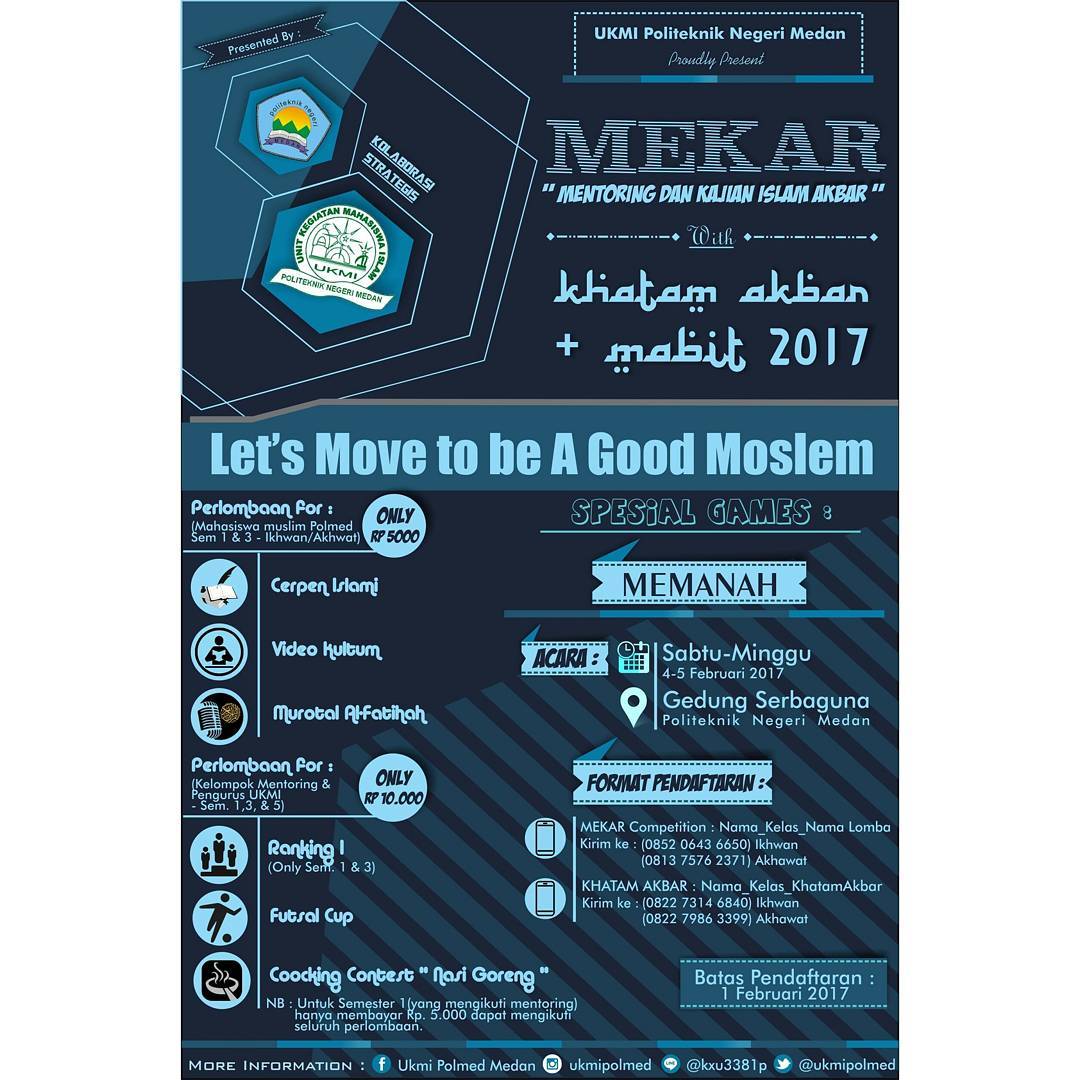 Presented By :
politeknik negeri
MEDAN
KOLABORASI
STRATEGIS
UNIT KEGIATAN MAHASISWA ISLAM
UKMI
POLITEKNIK NEGERI MEDAN
UKMI Politeknik Negeri Medan
Proudly Present
MEKAR
" MENTORING DAN KAJIAN ISLAM AKBAR "
With
khatam akbar
+ mabit 2017
Let's Move to be A Good Moslem
Perlombaan For :
(Mahasiswa muslim Polmed
Sem 1 & 3 - Ikhwan/Akhwat)
ONLY
RP 5000
Cerpen Islami
Video Kultum
Murotal Al-Fatihah
Perlombaan For :
(Kelompok Mentoring &
Pengurus UKMI
- Sem. 1,3, & 5)
ONLY
RP 10.000
Ranking 1
(Only Sem. 1 & 3)
Futsal Cup
Coocking Contest " Nasi Goreng "
NB : Untuk Semester 1(yang mengikuti mentoring)
hanya membayar Rp. 5.000 dapat mengikuti
seluruh perlombaan.
SPESIAL GAMES :
MEMANAH
ACARA :
Sabtu-Minggu
4-5 Februari 2017
Gedung Serbaguna
Politeknik Negeri Medan
FORMAT PENDAFTARAN :
MEKAR Competition : Nama_Kelas_Nama Lomba
Kirim ke : (0852 0643 6650) Ikhwan
(0813 7576 2371) Akhawat
KHATAM AKBAR : Nama_Kelas_KhatamAkbar
Kirim ke : (0822 7314 6840) Ikhwan
(0822 7986 3399) Akhawat
Batas Pendaftaran :
1 Februari 2017
MORE INFORMATION : f Ukmi Polmed Medan ukmipolmed LINE @kxu3381p @ukmipolmed